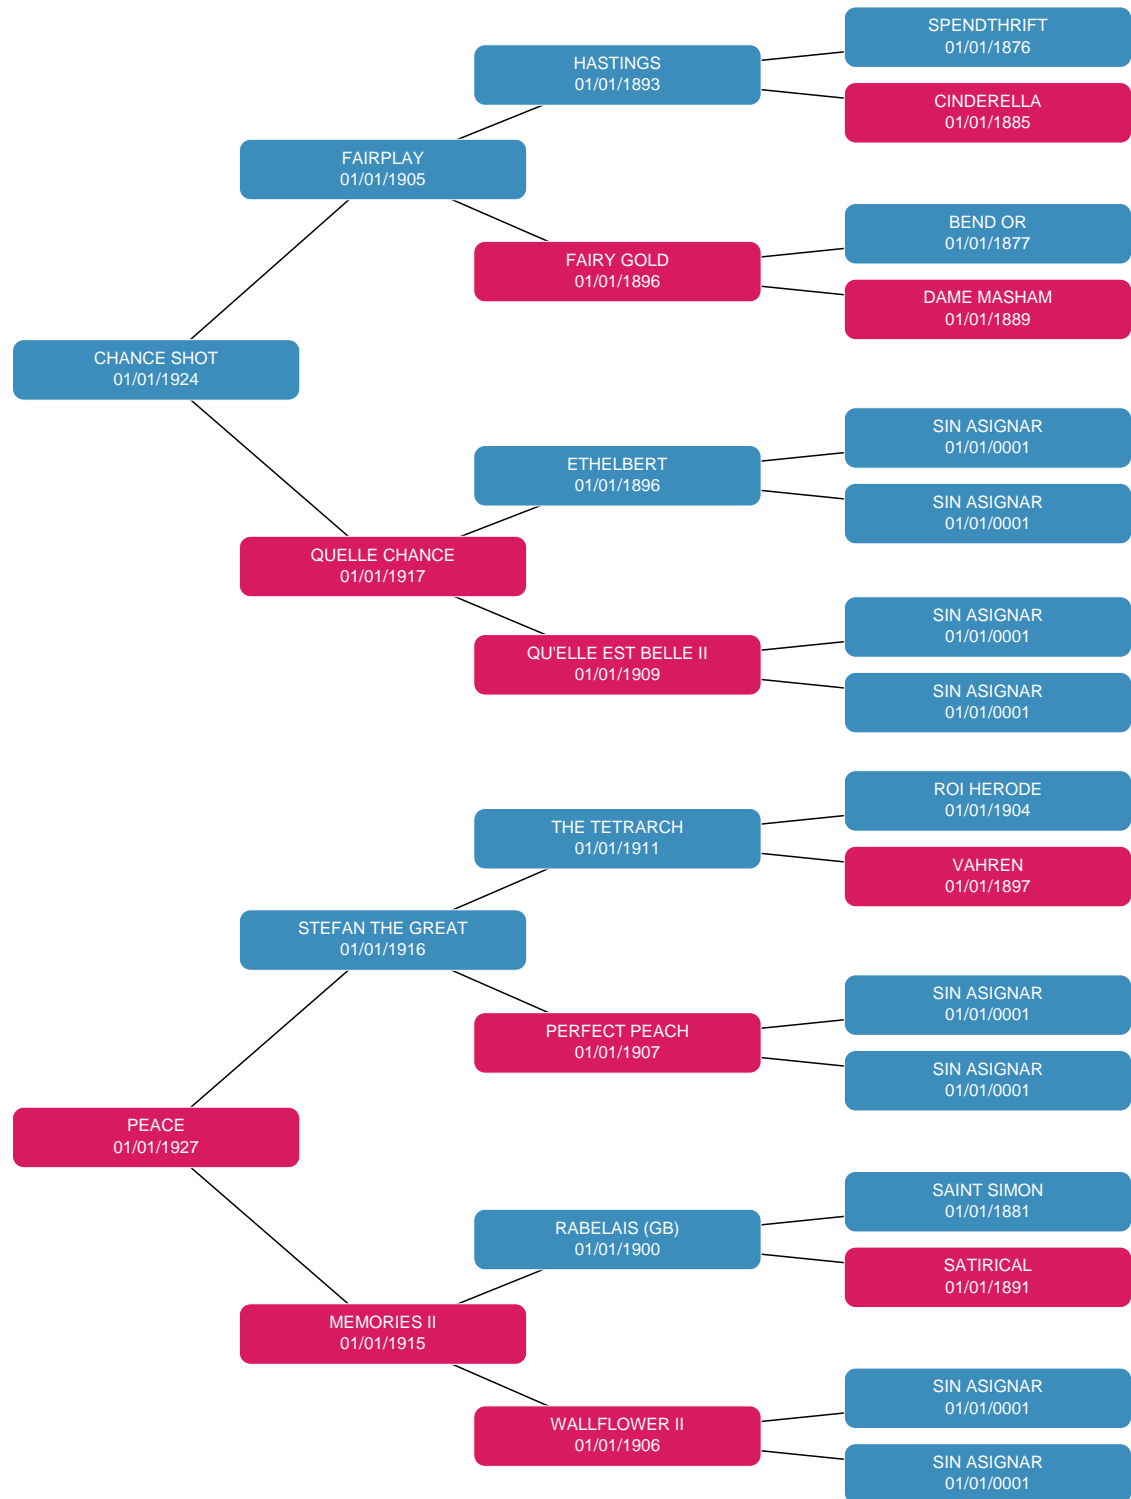 SPENDTHRIFT
01/01/1876
HASTINGS
01/01/1893
CINDERELLA
01/01/1885
FAIRPLAY
01/01/1905
BEND OR
01/01/1877
FAIRY GOLD
01/01/1896
DAME MASHAM
01/01/1889
CHANCE SHOT
01/01/1924
SIN ASIGNAR
01/01/0001
ETHELBERT
01/01/1896
SIN ASIGNAR
01/01/0001
QUELLE CHANCE
01/01/1917
SIN ASIGNAR
01/01/0001
QU'ELLE EST BELLE II
01/01/1909
SIN ASIGNAR
01/01/0001
ROI HERODE
01/01/1904
THE TETRARCH
01/01/1911
VAHREN
01/01/1897
STEFAN THE GREAT
01/01/1916
SIN ASIGNAR
01/01/0001
PERFECT PEACH
01/01/1907
SIN ASIGNAR
01/01/0001
PEACE
01/01/1927
SAINT SIMON
01/01/1881
RABELAIS (GB)
01/01/1900
SATIRICAL
01/01/1891
MEMORIES II
01/01/1915
SIN ASIGNAR
01/01/0001
WALLFLOWER II
01/01/1906
SIN ASIGNAR
01/01/0001